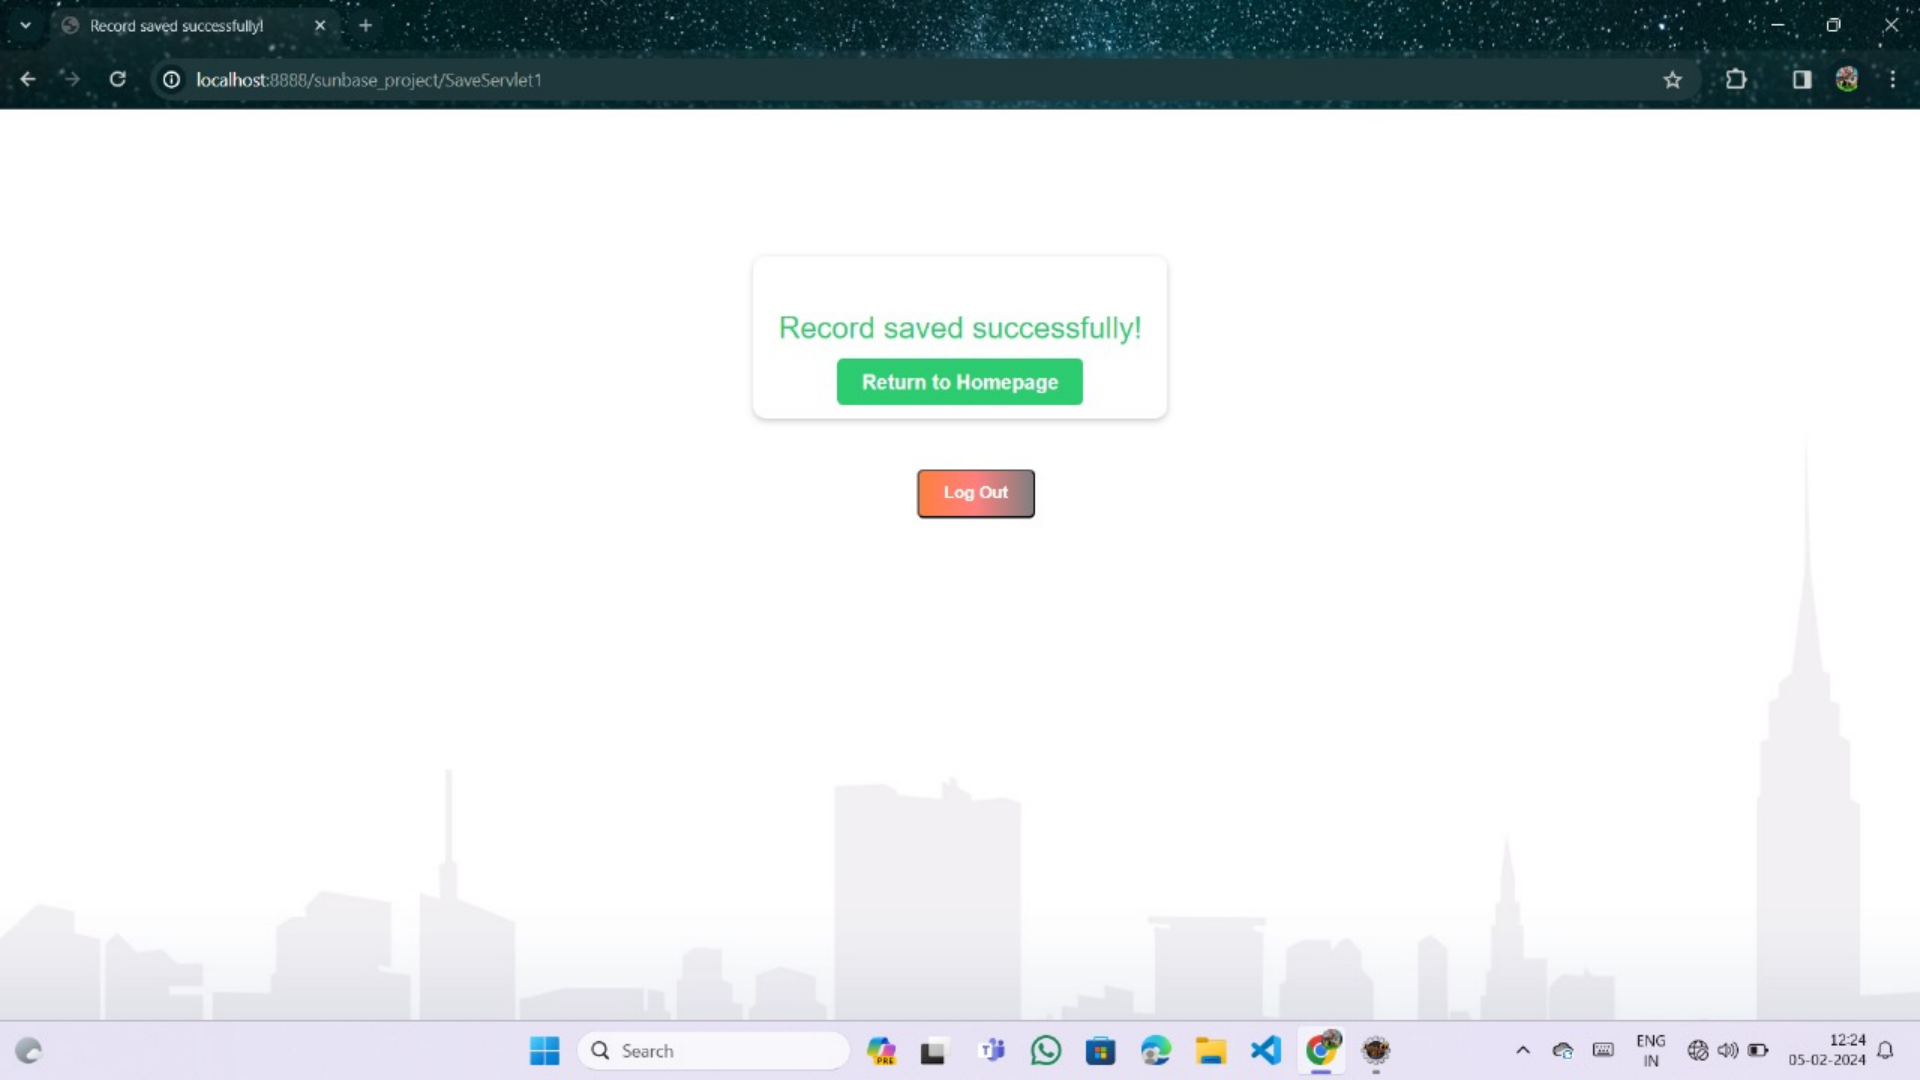 Record saved successfully!
localhost:8888/sunbase_project/SaveServlet1
Record saved successfully!
Return to Homepage
Log Out
Search
PRE
ENG
IN
12:24
05-02-2024